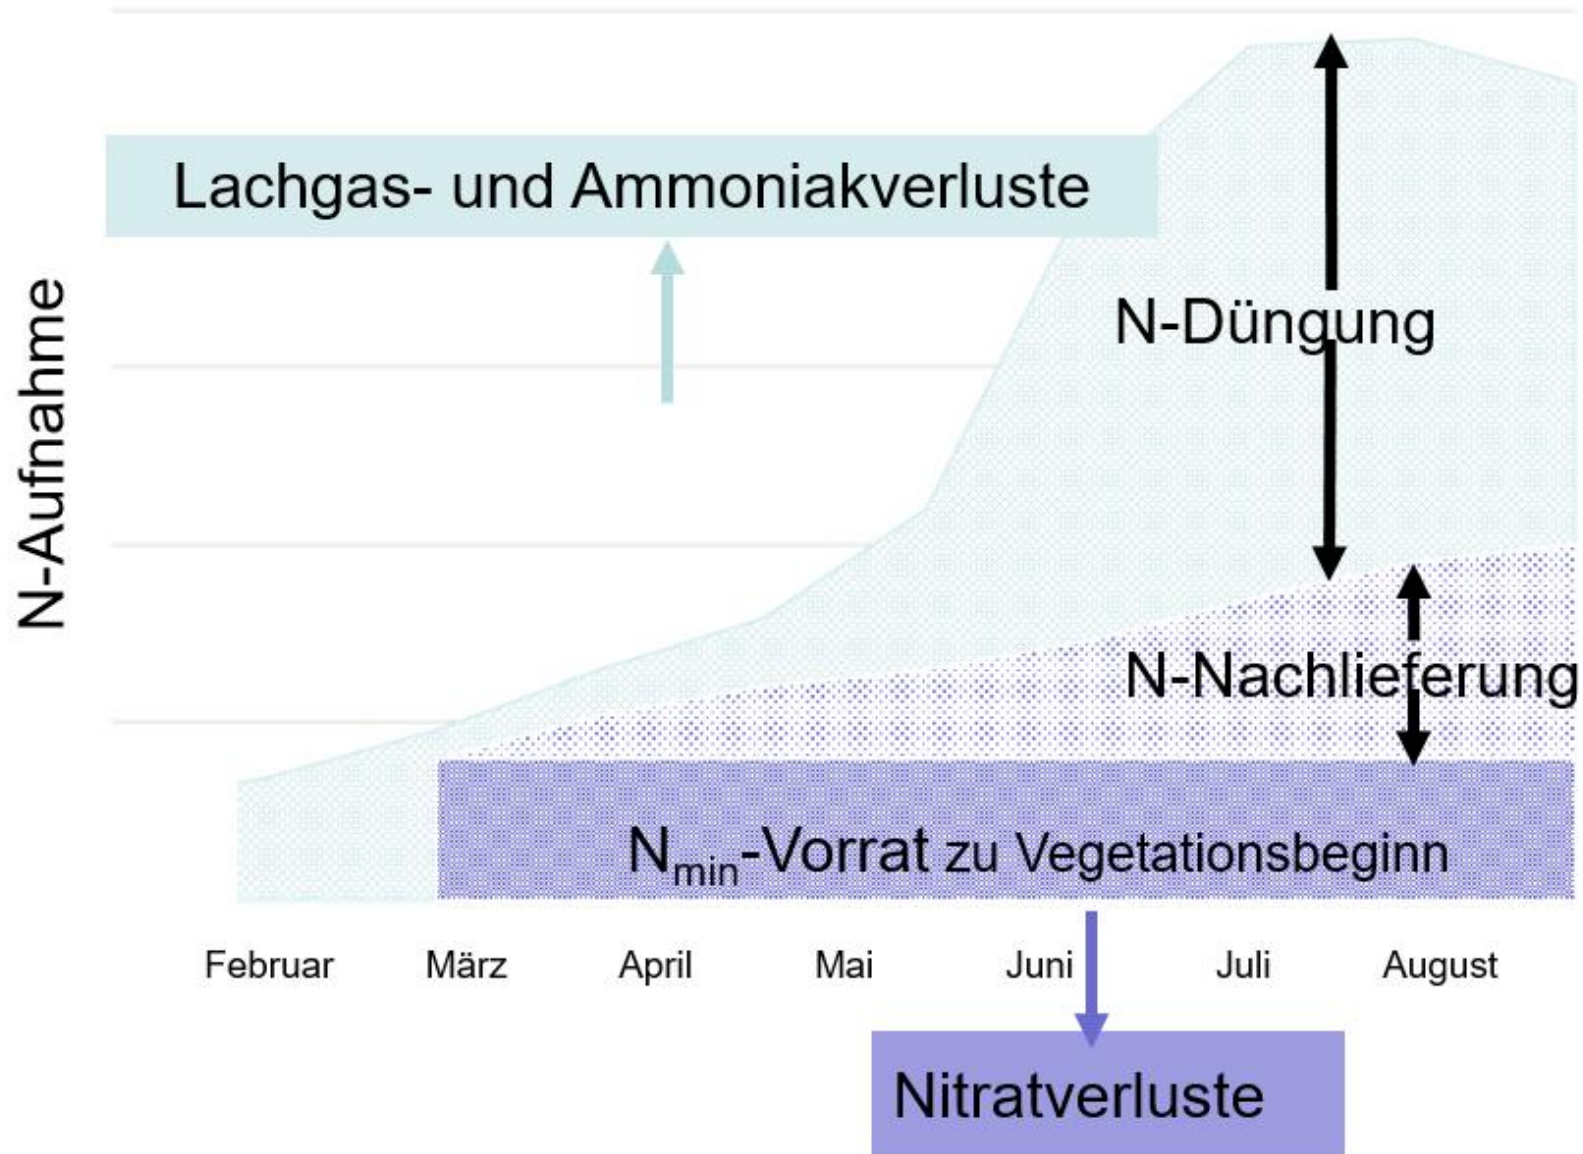 Lachgas- und Ammoniakverluste
N-Aufnahme
N-Düngung
N-Nachlieferung
Nmin-Vorrat zu Vegetationsbeginn
Februar März April Mai Juni Juli August
Nitratverluste